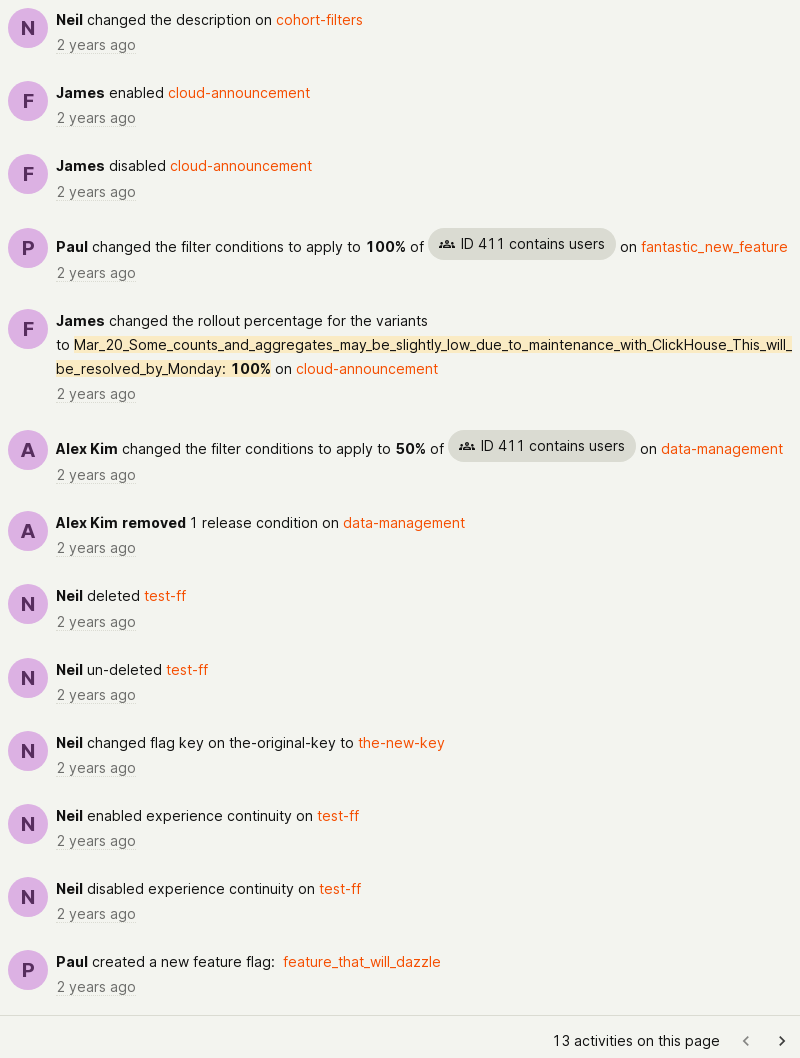 N
Neil changed the description on cohort-filters
2 years ago
F
James enabled cloud-announcement
2 years ago
F
James disabled cloud-announcement
2 years ago
P
Paul changed the filter conditions to apply to 100% of ID 411 contains users on fantastic_new_feature
2 years ago
F
James changed the rollout percentage for the variants
to Mar_20_Some_counts_and_aggregates_may_be_slightly_low_due_to_maintenance_with_ClickHouse_This_will_
be_resolved_by_Monday: 100% on cloud-announcement
2 years ago
A
Alex Kim changed the filter conditions to apply to 50% of ID 411 contains users on data-management
2 years ago
A
Alex Kim removed 1 release condition on data-management
2 years ago
N
Neil deleted test-ff
2 years ago
N
Neil un-deleted test-ff
2 years ago
N
Neil changed flag key on the-original-key to the-new-key
2 years ago
N
Neil enabled experience continuity on test-ff
2 years ago
N
Neil disabled experience continuity on test-ff
2 years ago
P
Paul created a new feature flag: feature_that_will_dazzle
2 years ago
13 activities on this page